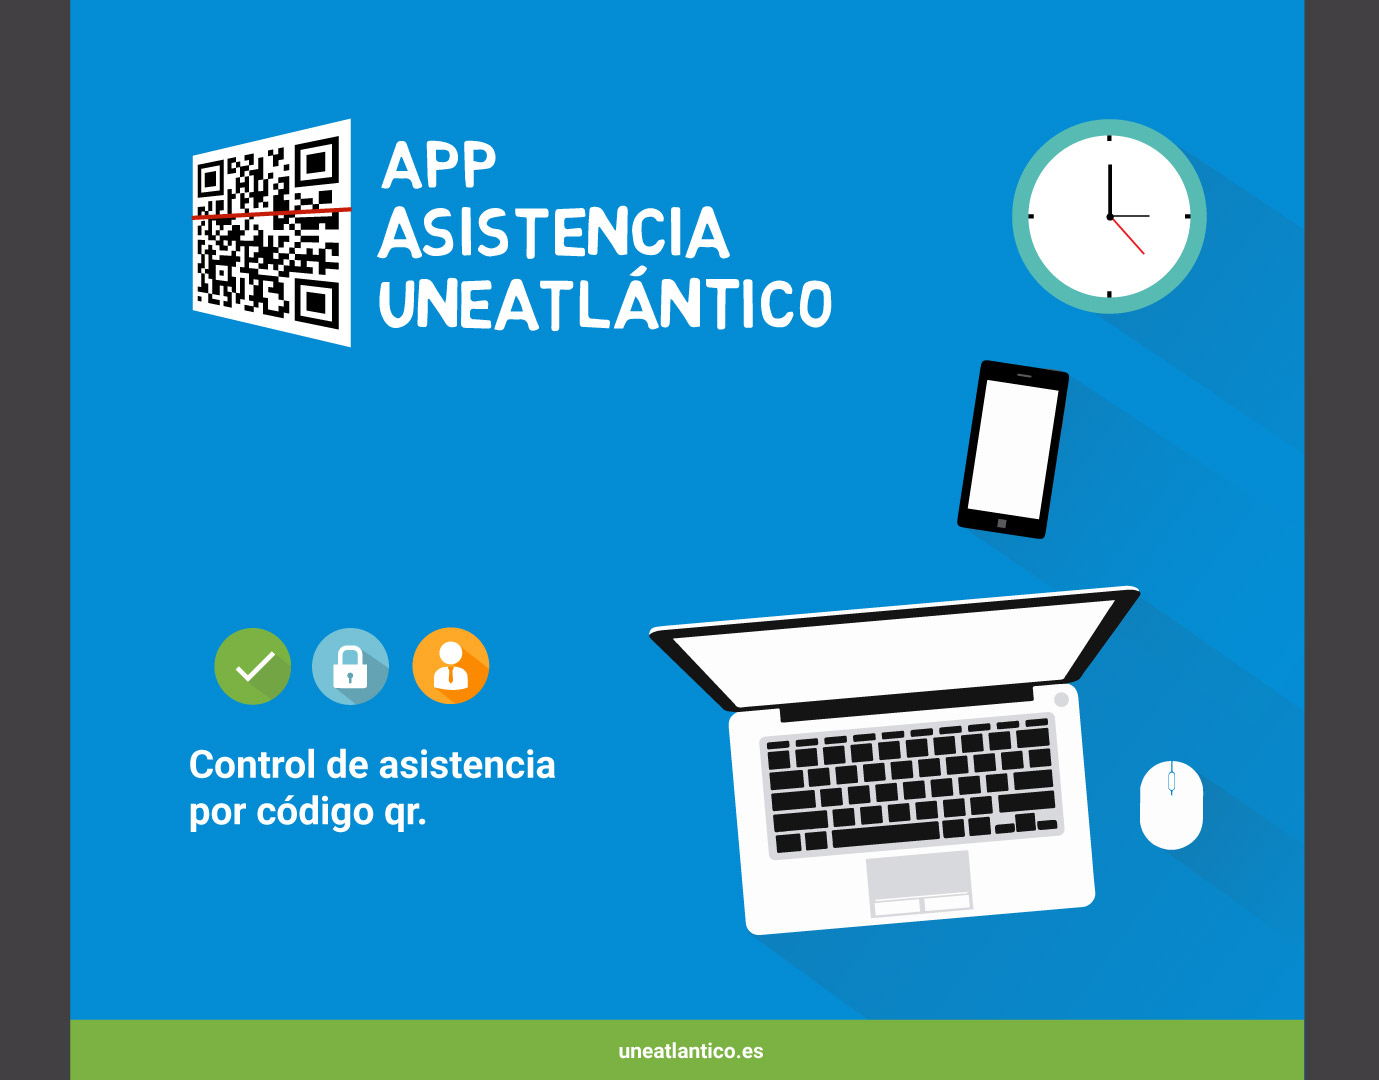 APP
ASISTENCIA
UNEATLÁNTICO
Control de asistencia
por código qr.
uneatlantico.es